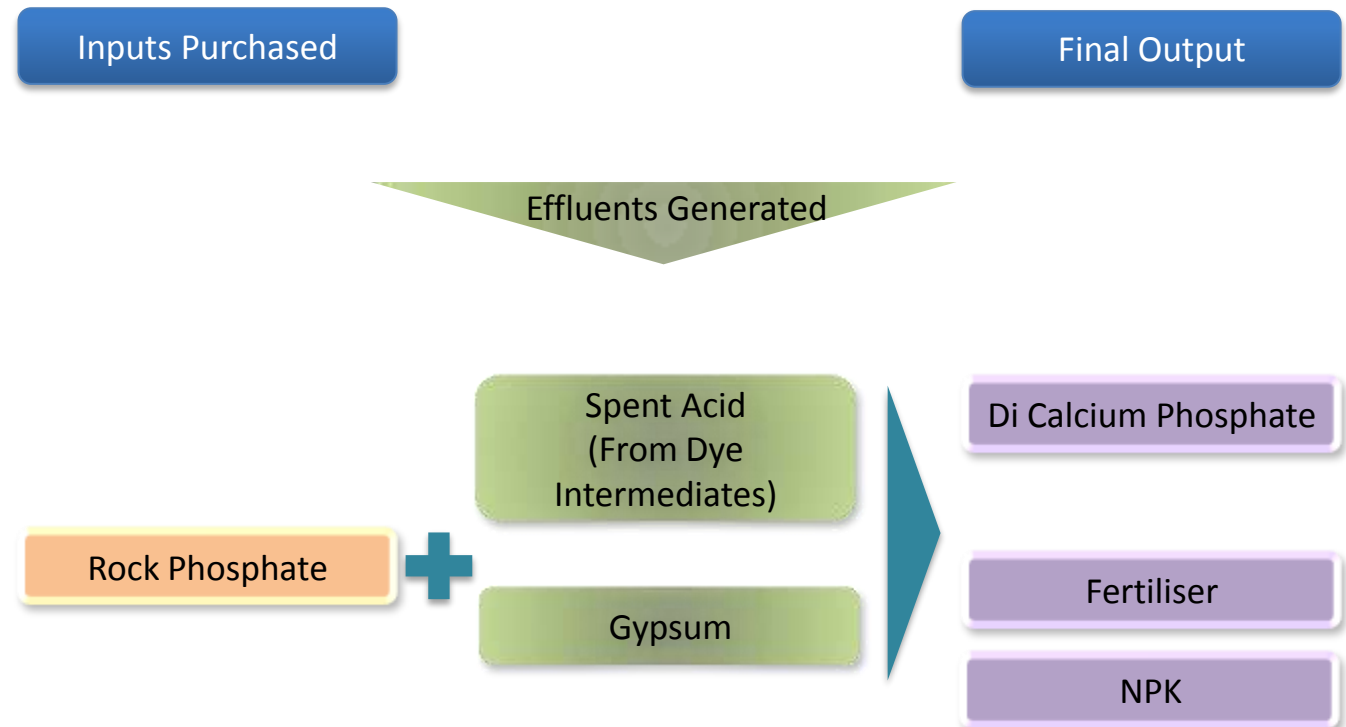 Inputs Purchased
Final Output
Effluents Generated
Spent Acid
(From Dye
Intermediates)
Di Calcium Phosphate
Rock Phosphate
Gypsum
Fertiliser
NPK